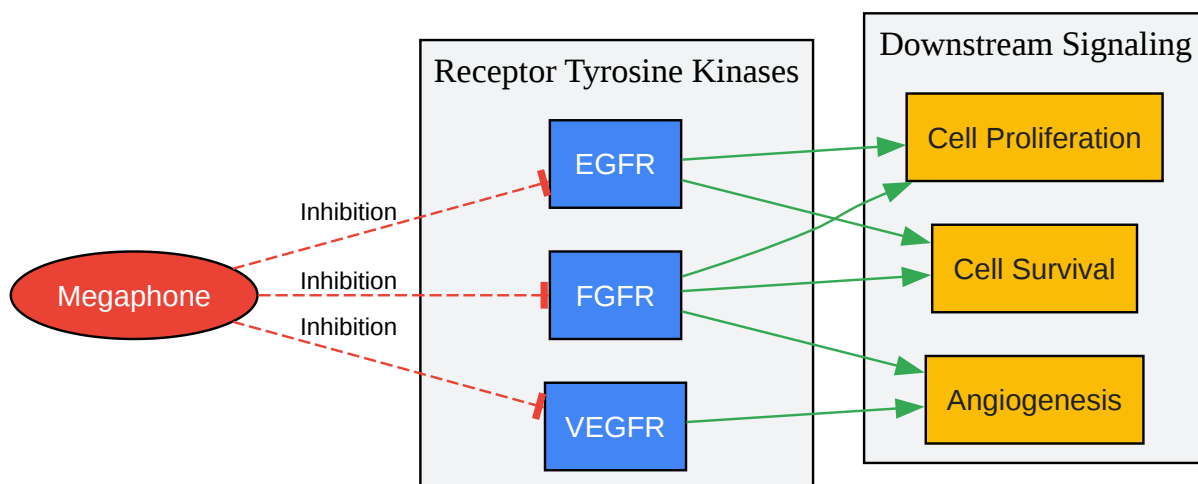 Receptor Tyrosine Kinases
Downstream Signaling
EGFR
Cell Proliferation
Inhibition
Megaphone
Inhibition
FGFR
Cell Survival
Inhibition
VEGFR
Angiogenesis